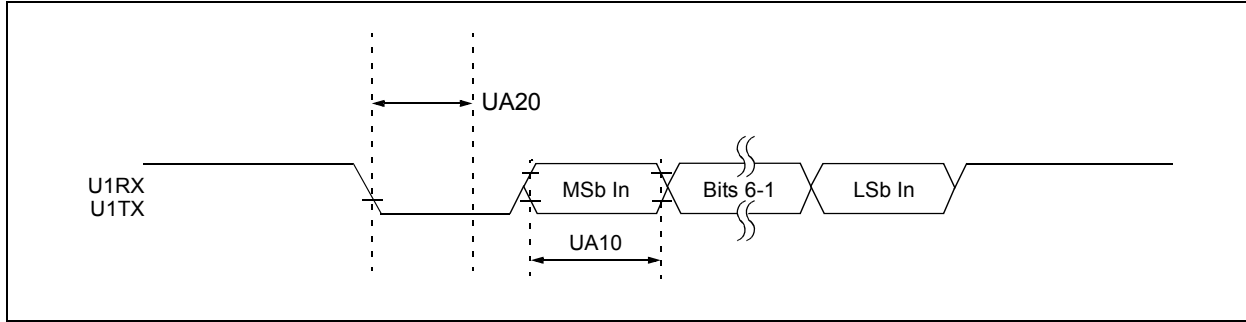 UA20
U1RX
U1TX
MSb In
Bits 6-1
LSb In
UA10